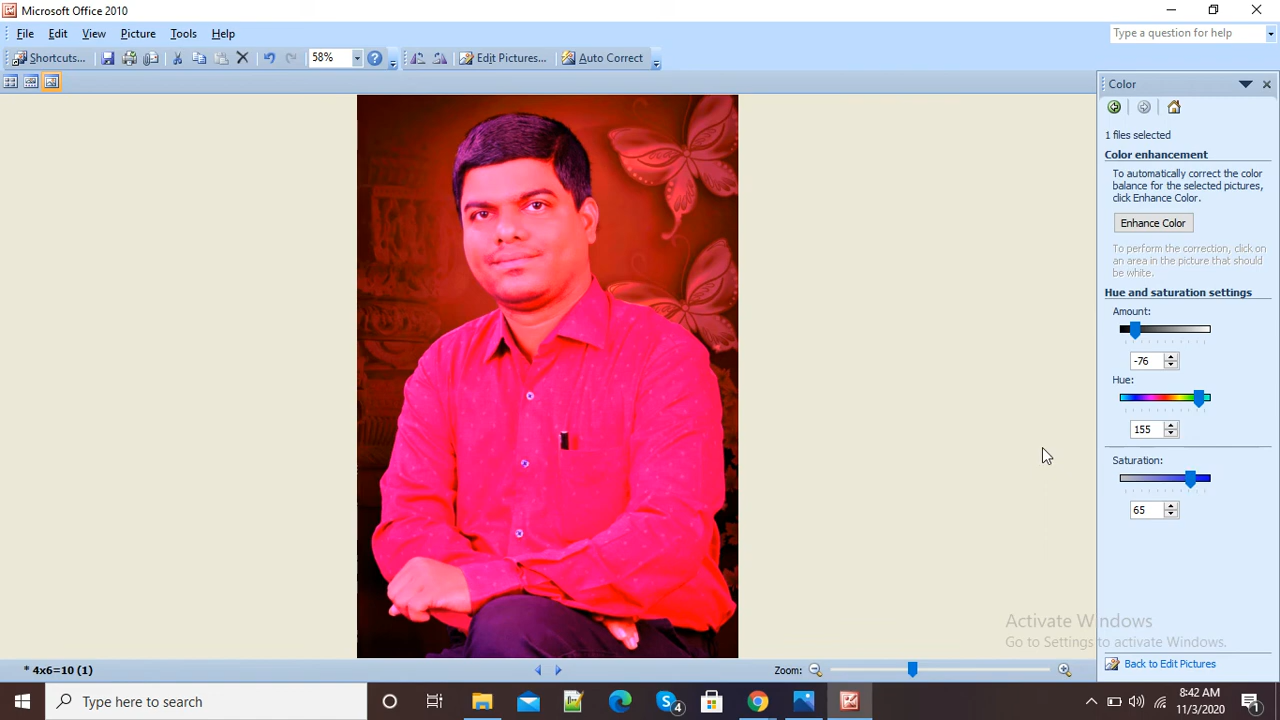 Microsoft Office 2010
File Edit View Picture Tools Help
Type a question for help
Shortcuts... 58% Edit Pictures... Auto Correct
Color
1 files selected
Color enhancement
To automatically correct the color
balance for the selected pictures,
click Enhance Color.
Enhance Color
To perform the correction, click on
an area in the picture that should
be white.
Hue and saturation settings
Amount:
-76
Hue:
155
Saturation:
65
Activate Windows
Go to Settings to activate Windows.
Back to Edit Pictures
* 4x6=10 (1)
Zoom:
Type here to search
4
8:42 AM
11/3/2020
1